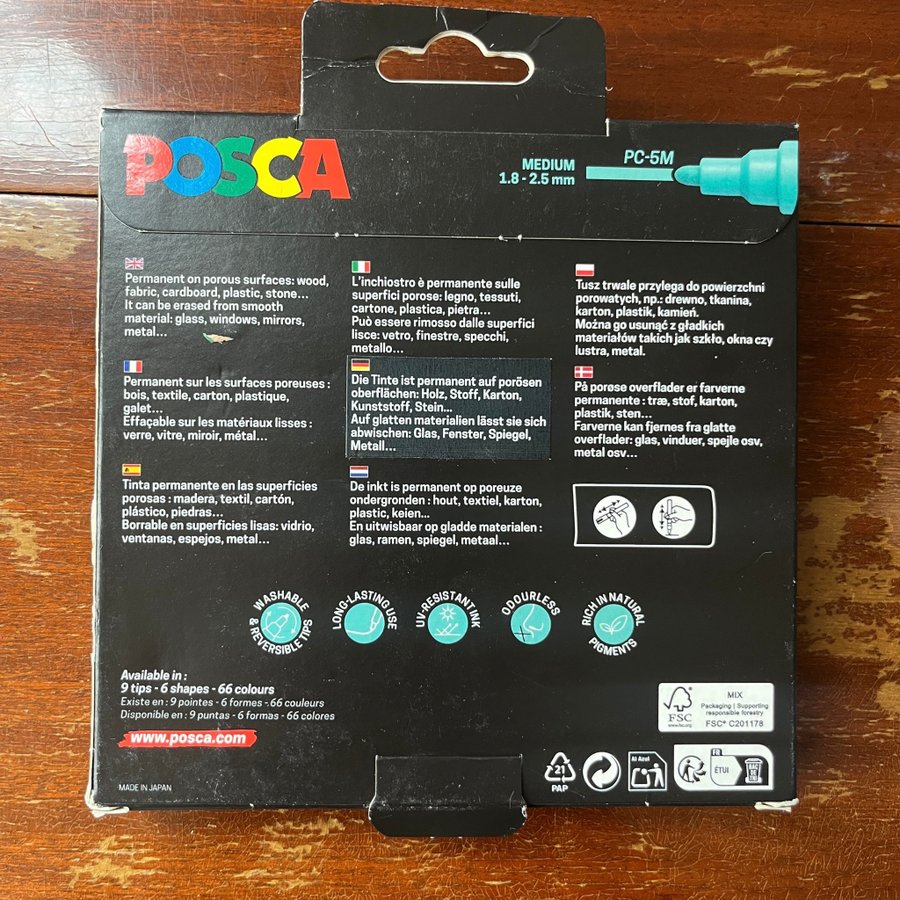 POSCA
MEDIUM
1.8 - 2.5 mm
PC-5M
Permanent on porous surfaces: wood,
fabric, cardboard, plastic, stone...
It can be erased from smooth
material: glass, windows, mirrors,
metal...
Permanent sur les surfaces poreuses :
bois, textile, carton, plastique,
galet...
Effaçable sur les matériaux lisses :
verre, vitre, miroir, métal...
Tinta permanente en las superficies
porosas : madera, textil, cartón,
plástico, piedras...
Borrable en superficies lisas: vidrio,
ventanas, espejos, metal...
L'inchiostro è permanente sulle
superfici porose: legno, tessuti,
cartone, plastica, pietra...
Può essere rimosso dalle superfici
lisce: vetro, finestre, specchi,
metallo...
Die Tinte ist permanent auf porösen
oberflächen: Holz, Stoff, Karton,
Kunststoff, Stein...
Auf glatten materialien lässt sie sich
abwischen: Glas, Fenster, Spiegel,
Metall...
De inkt is permanent op poreuze
ondergronden : hout, textiel, karton,
plastic, keien...
En uitwisbaar op gladde materialen :
glas, ramen, spiegel, metaal...
Tusz trwale przylega do powierzchni
porowatych, np.: drewno, tkanina,
karton, plastik, kamień.
Można go usunąć z gładkich
materiałów takich jak szkło, okna czy
lustra, metal.
På porøse overflader er farverne
permanente : træ, stof, karton,
plastik, sten...
Farverne kan fjernes fra glatte
overflader: glas, vinduer, spejle osv,
metal osv...
WASHABLE
& REVERSIBLE TIPS
LONG-LASTING USE
UV-RESISTANT INK
ODOURLESS
RICH IN NATURAL
PIGMENTS
Available in :
9 tips - 6 shapes - 66 colours
Existe en : 9 pointes - 6 formes - 66 couleurs
Disponible en : 9 puntas - 6 formas - 66 colores
www.posca.com
MADE IN JAPAN
FSC
www.fsc.org
MIX
Packaging | Supporting
responsible forestry
FSC® C201178
21
PAP
Al Azul
FR
ÉTUI
BAC
DE
TRI